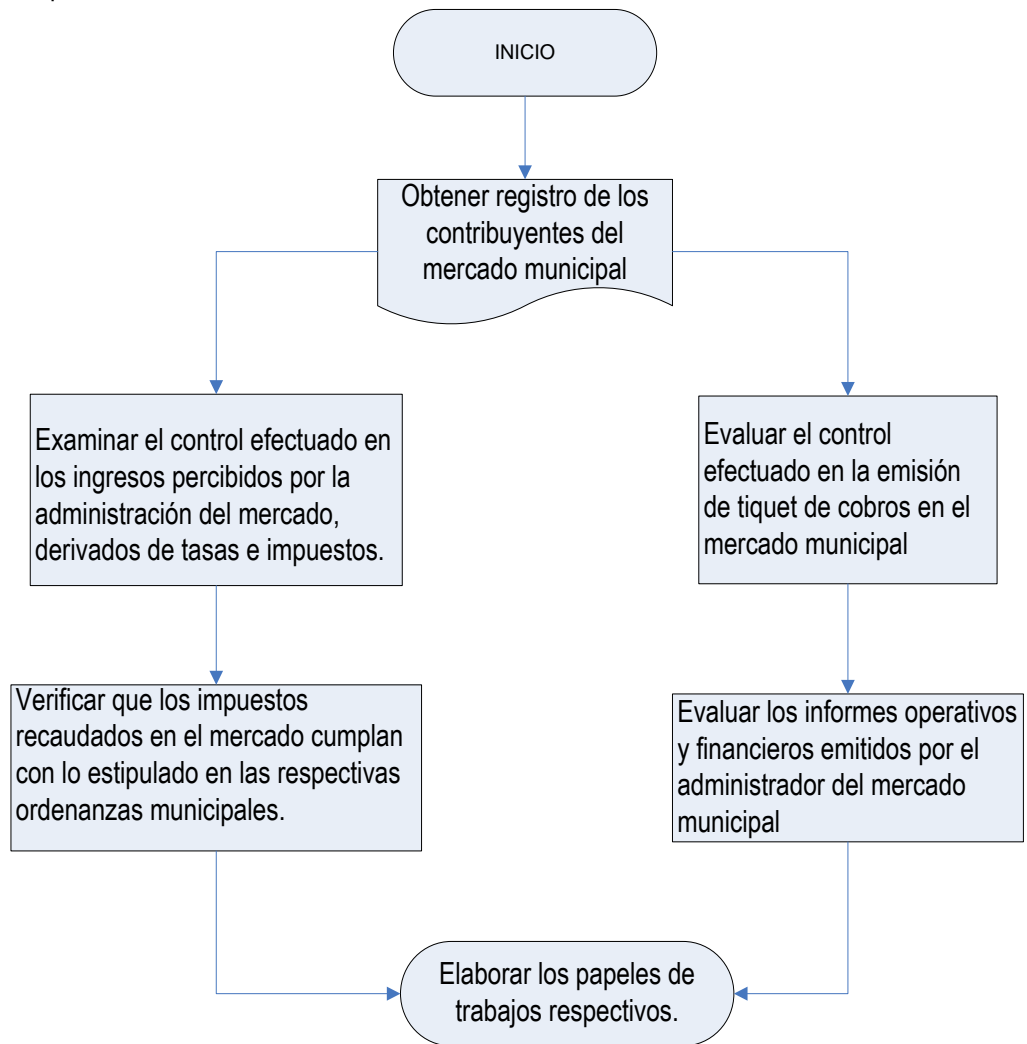 INICIO
Obtener registro de los
contribuyentes del
mercado municipal
Examinar el control efectuado en
los ingresos percibidos por la
administración del mercado,
derivados de tasas e impuestos.
Evaluar el control
efectuado en la emisión
de tiquet de cobros en el
mercado municipal
Verificar que los impuestos
recaudados en el mercado cumplan
con lo estipulado en las respectivas
ordenanzas municipales.
Evaluar los informes operativos
y financieros emitidos por el
administrador del mercado
municipal
Elaborar los papeles de
trabajos respectivos.